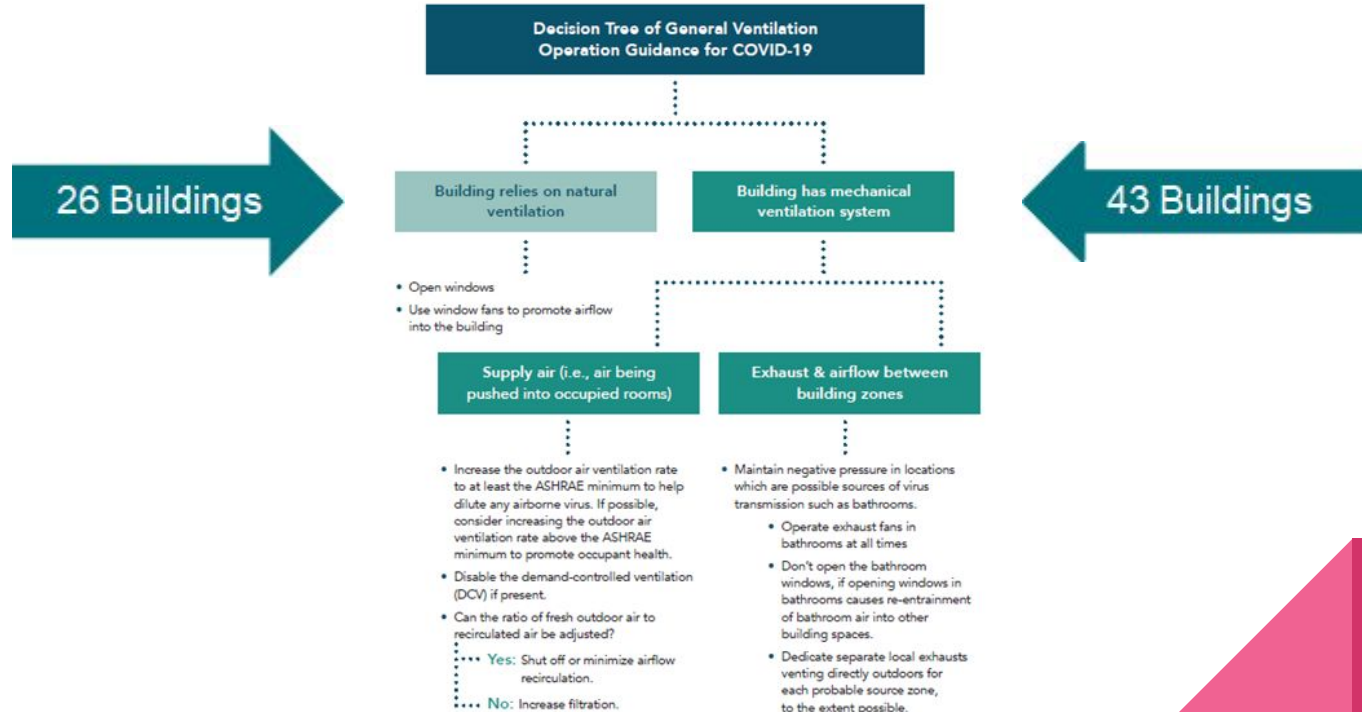 Decision Tree of General Ventilation
Operation Guidance for COVID-19
26 Buildings
43 Buildings
Building relies on natural
ventilation
Building has mechanical
ventilation system
• Open windows
• Use window fans to promote airflow
into the building
Supply air (i.e., air being
pushed into occupied rooms)
Exhaust & airflow between
building zones
• Increase the outdoor air ventilation rate
to at least the ASHRAE minimum to help
dilute any airborne virus. If possible,
consider increasing the outdoor air
ventilation rate above the ASHRAE
minimum to promote occupant health.
• Disable the demand-controlled ventilation
(DCV) if present.
• Can the ratio of fresh outdoor air to
recirculated air be adjusted?
Yes: Shut off or minimize airflow
recirculation.
No: Increase filtration.
• Maintain negative pressure in locations
which are possible sources of virus
transmission such as bathrooms.
• Operate exhaust fans in
bathrooms at all times
• Don't open the bathroom
windows, if opening windows in
bathrooms causes re-entrainment
of bathroom air into other
building spaces.
• Dedicate separate local exhausts
venting directly outdoors for
each probable source zone,
to the extent possible.